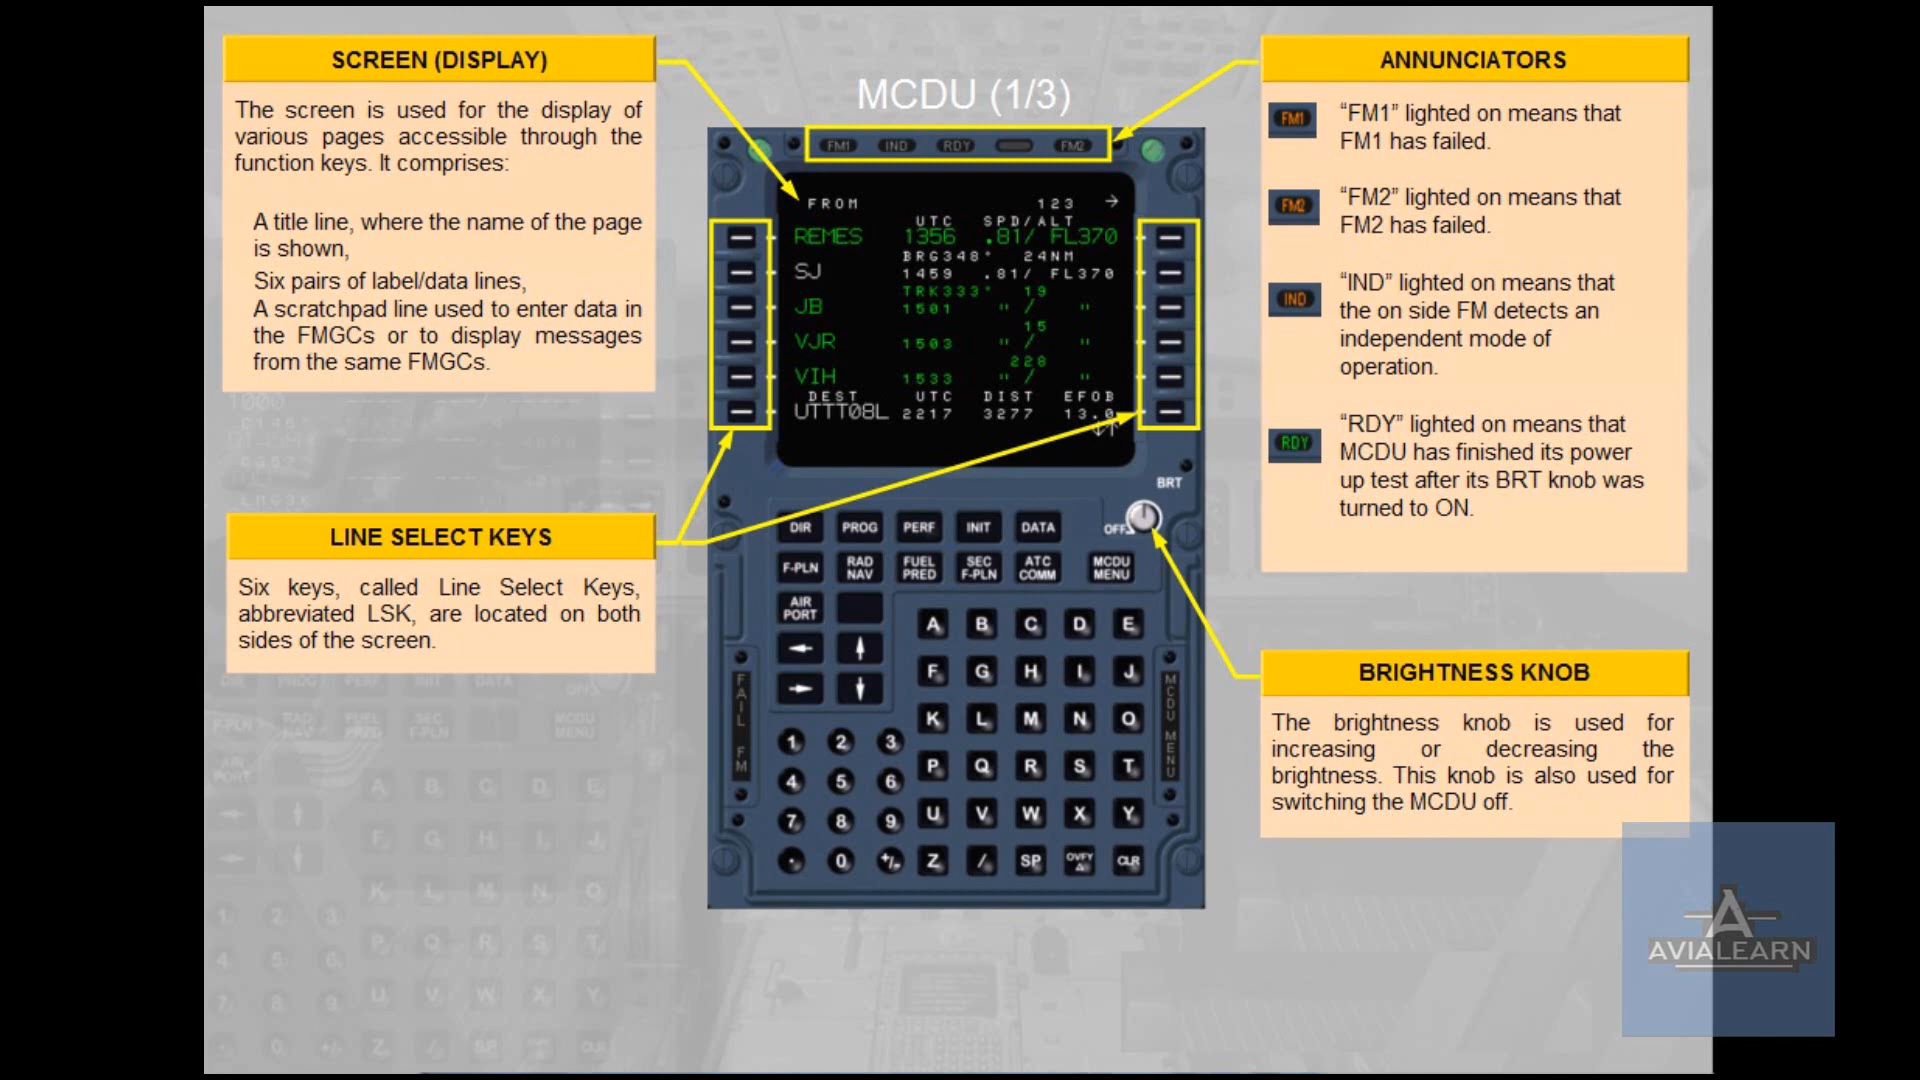 SCREEN (DISPLAY)
The screen is used for the display of
various pages accessible through the
function keys. It comprises:
A title line, where the name of the page
is shown,
Six pairs of label/data lines,
A scratchpad line used to enter data in
the FMGCs or to display messages
from the same FMGCs.
LINE SELECT KEYS
Six keys, called Line Select Keys,
abbreviated LSK, are located on both
sides of the screen.
MCDU (1/3)
FM1 IND RDY FM2
FROM 123 →
UTC SPD/ALT
REMES 1356 .81/ FL370
BRG348° 24NM
SJ 1459 .81/ FL370
TRK333° 19
JB 1501 " / "
15
VJR 1503 " / "
228
VIH 1533 " / "
DEST UTC DIST EFOB
UTTT08L 2217 3277 13.0
↓↑
BRT
OFF
DIR PROG PERF INIT DATA
F-PLN RAD NAV FUEL PRED SEC F-PLN ATC COMM MCDU MENU
AIR PORT
← ↑
→ ↓
A B C D E
F G H I J
K L M N O
P Q R S T
U V W X Y
Z / SP OVFY Δ CLR
1 2 3
4 5 6
7 8 9
. 0 +/-
FAIL FM
MCDU MENU
ANNUNCIATORS
FM1 “FM1” lighted on means that
FM1 has failed.
FM2 “FM2” lighted on means that
FM2 has failed.
IND “IND” lighted on means that
the on side FM detects an
independent mode of
operation.
RDY “RDY” lighted on means that
MCDU has finished its power
up test after its BRT knob was
turned to ON.
BRIGHTNESS KNOB
The brightness knob is used for
increasing or decreasing the
brightness. This knob is also used for
switching the MCDU off.
AVIALEARN